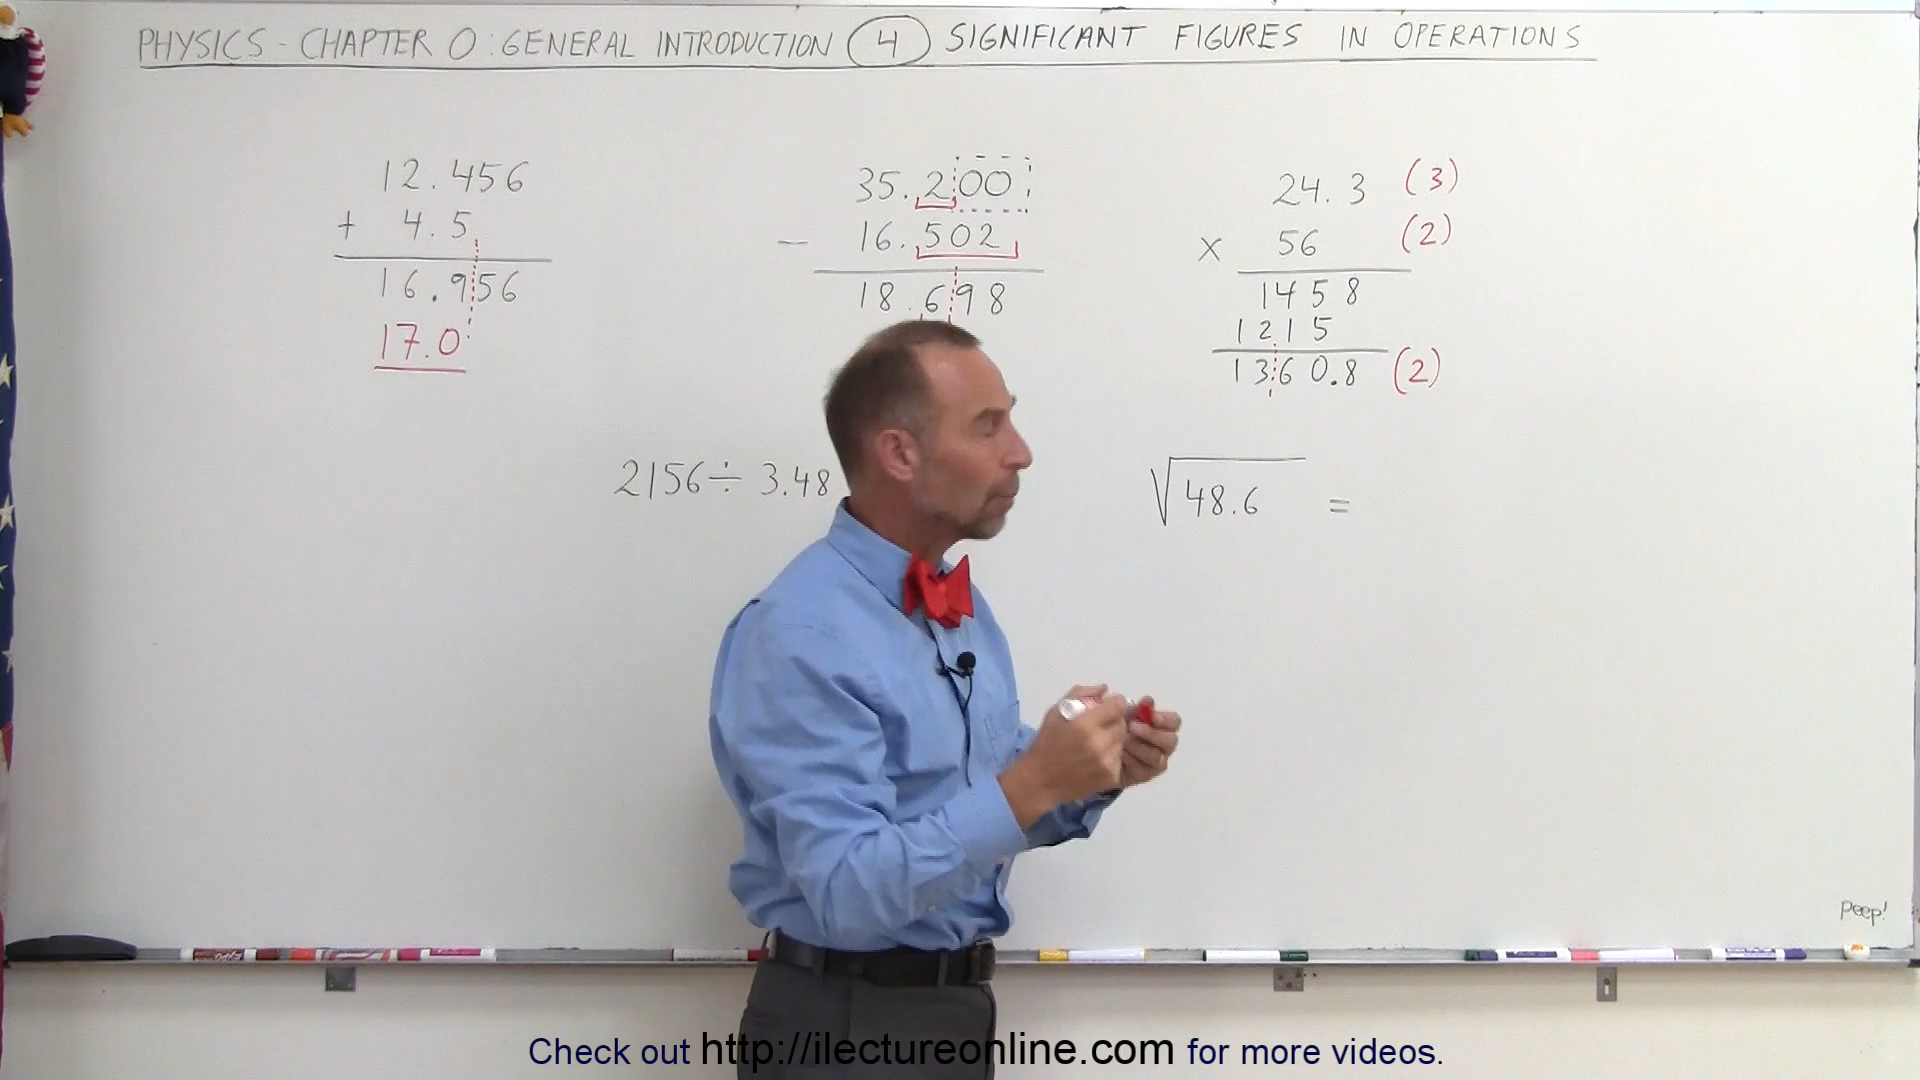 PHYSICS - CHAPTER 0: GENERAL INTRODUCTION (4) SIGNIFICANT FIGURES IN OPERATIONS
12.456
+ 4.5
16.956
17.0
35.200
- 16.502
18.698
24.3 (3)
x 56 (2)
1458
1215
1360.8 (2)
2156 ÷ 3.48
√48.6 =
Peep!
Check out http://ilectureonline.com for more videos.